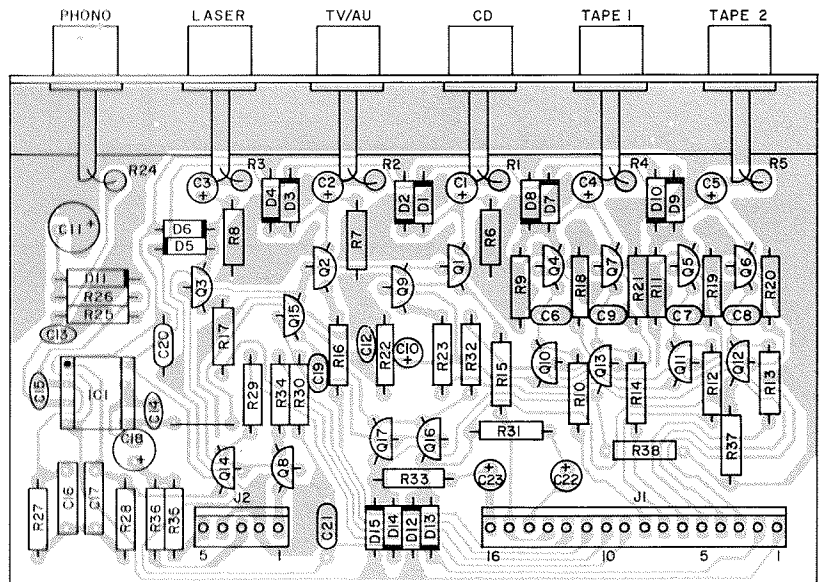 PHONO LASER TV/AU CD TAPE 1 TAPE 2
R24 R3 R2 R1 R4 R5
C3 + D4 D3 C2 + D2 D1 C1 + D8 D7 C4 + D10 D9 C5 +
C11 + D6 D5 R8 R7 R6
Q3 Q2 Q9 Q1 R9 Q4 R18 Q7 R21 R11 Q5 R19 Q6 R20
D11
R26
R25
Q15 C6 C9 C7 C8
C13 C20 R17 C19 R16 C12 R22 C10 + R23 R32 R15 Q10 Q13 Q11 Q12
C15 IC1 C14 R29 R34 R30 R10 R14 R12 R13
C18 + Q17 Q16 R31 R38 R37
Q14 Q8 R33 + C23 + C22
R27 C16 C17 R28 R36 R35 J2 C21 D15 D14 D12 D13 J1
5 1 16 10 5 1